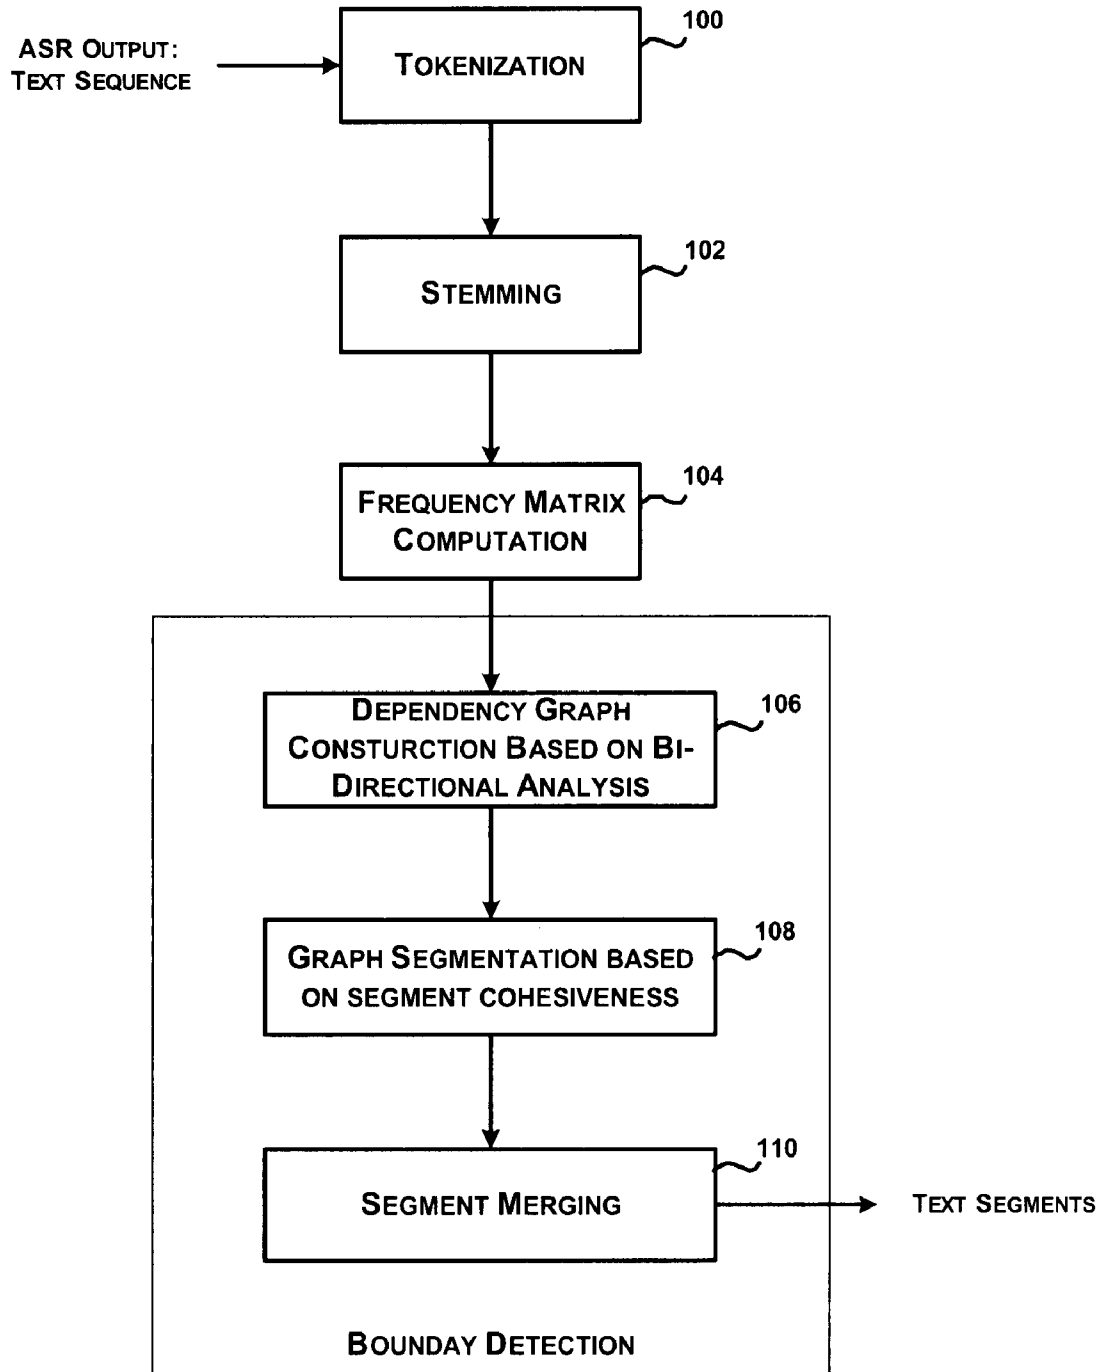 100
ASR OUTPUT:
TEXT SEQUENCE
TOKENIZATION
102
STEMMING
104
FREQUENCY MATRIX
COMPUTATION
106
DEPENDENCY GRAPH
CONSTURCTION BASED ON BI-
DIRECTIONAL ANALYSIS
108
GRAPH SEGMENTATION BASED
ON SEGMENT COHESIVENESS
110
SEGMENT MERGING
TEXT SEGMENTS
BOUNDAY DETECTION